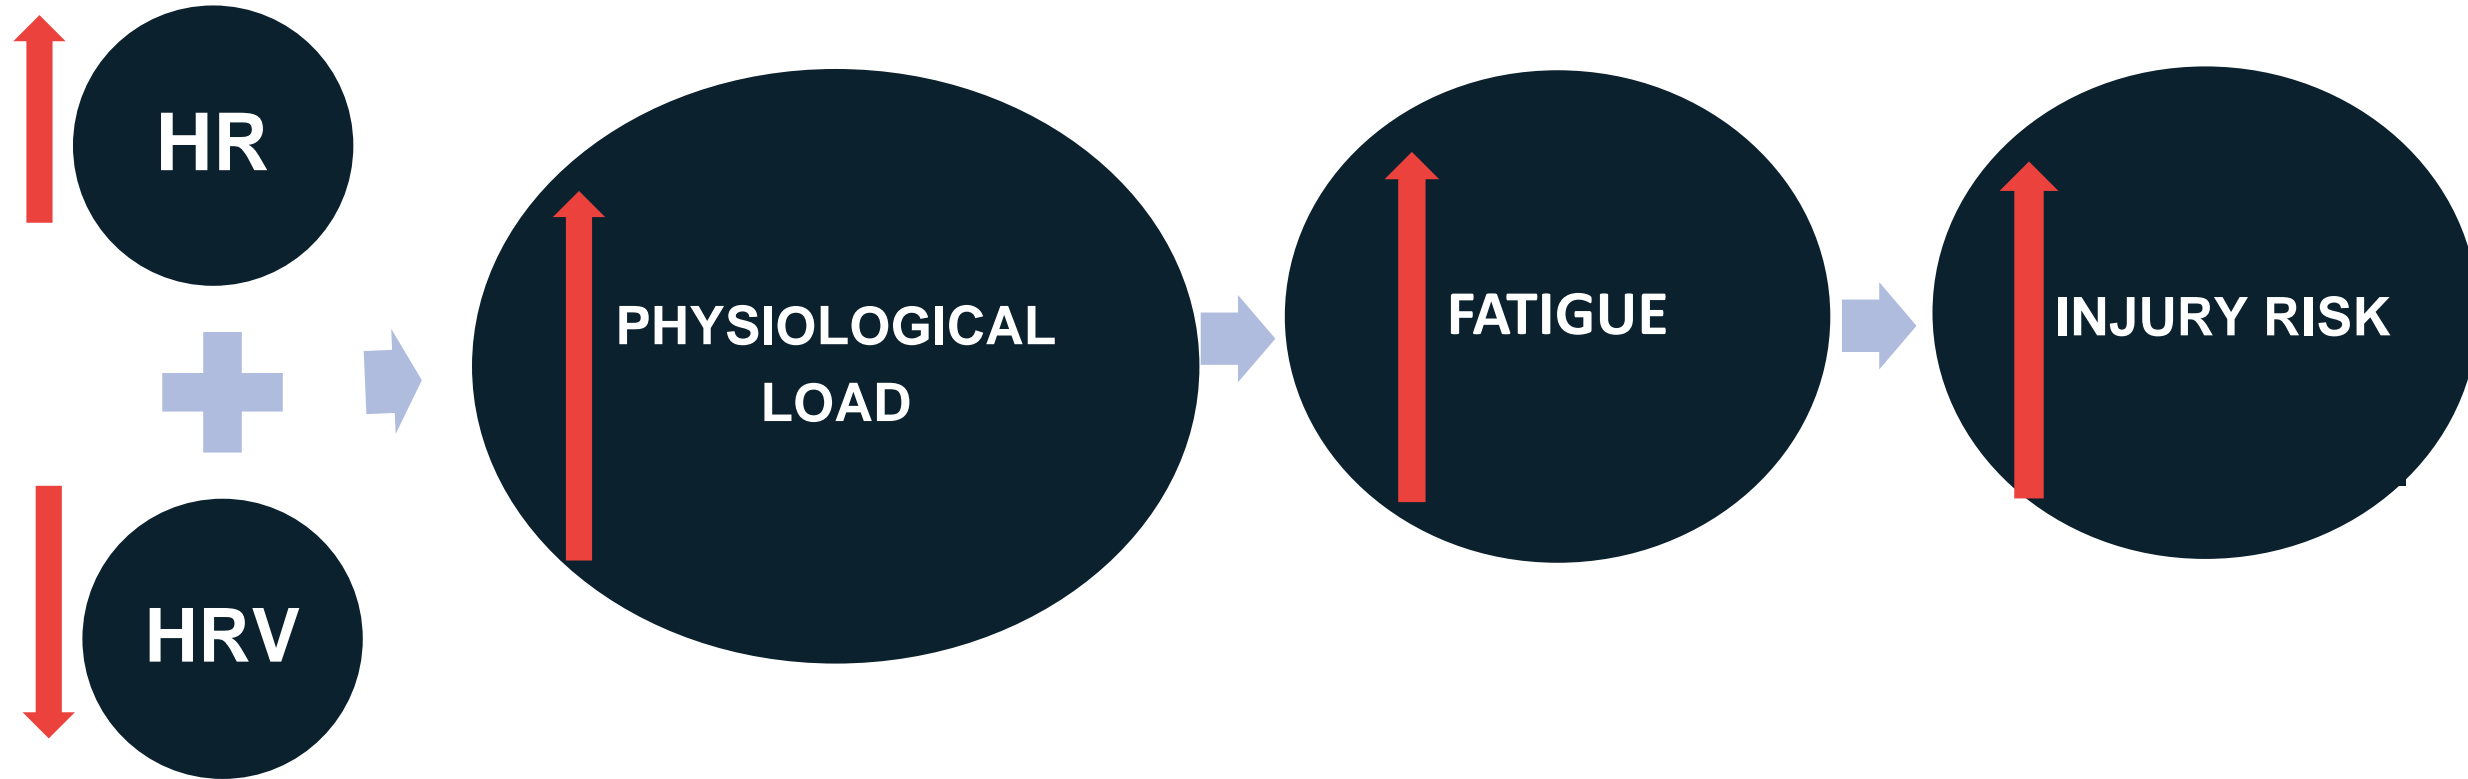 HR
HRV
PHYSIOLOGICAL
LOAD
FATIGUE
INJURY RISK